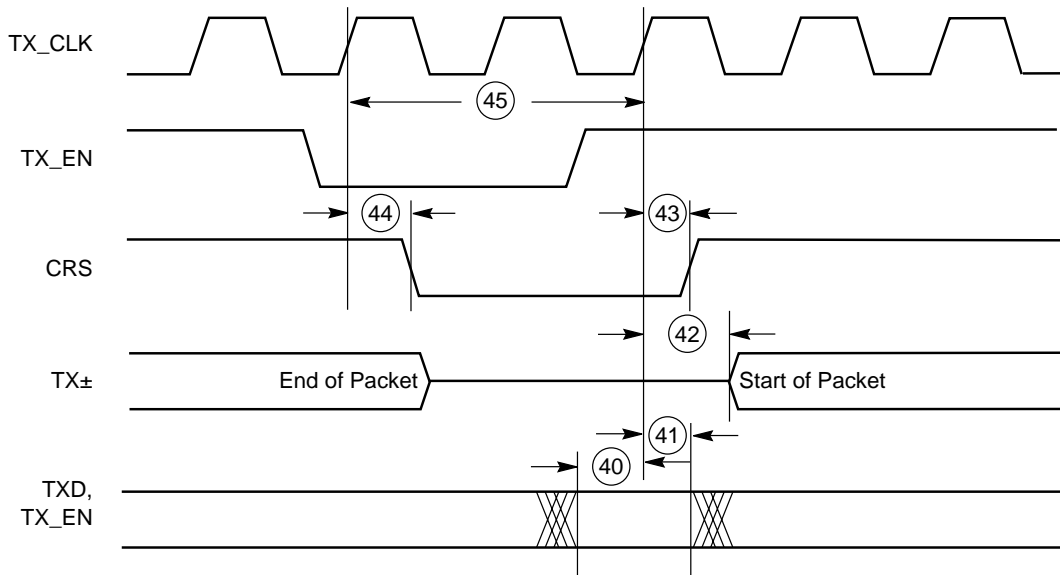 TX_CLK
45
TX_EN
44
43
CRS
42
TX±
End of Packet
Start of Packet
41
40
TXD,
TX_EN